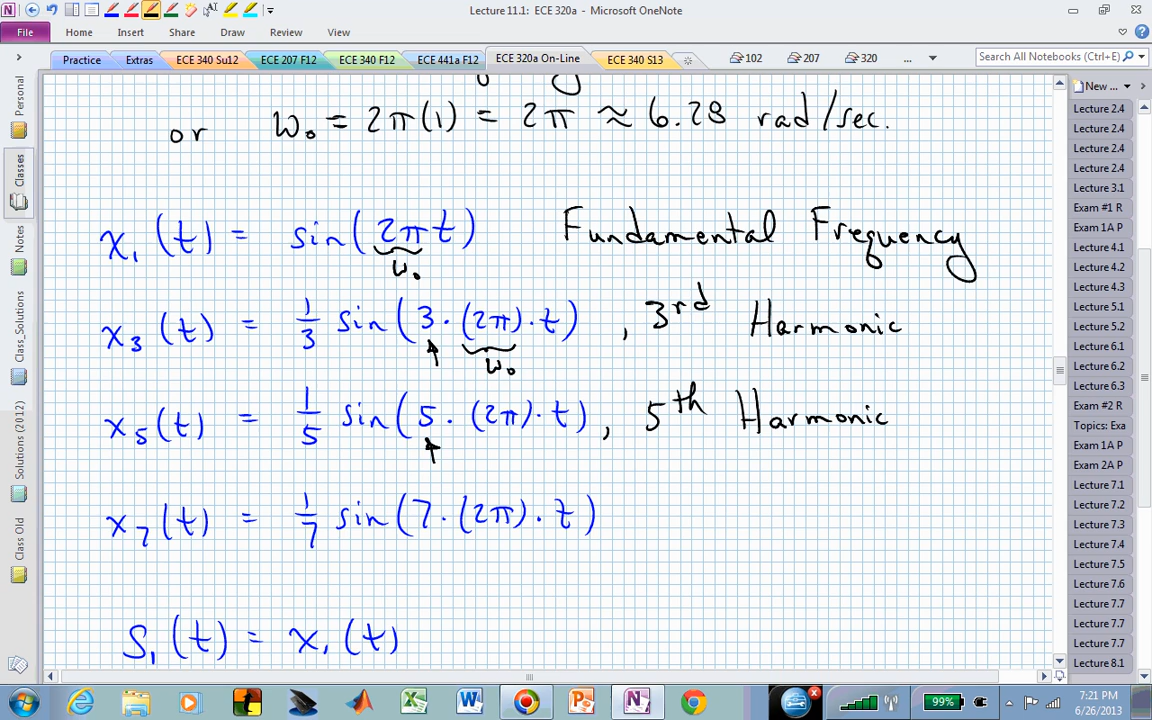 Lecture 11.1: ECE 320a - Microsoft OneNote
File Home Insert Share Draw Review View
Practice Extras ECE 340 Su12 ECE 207 F12 ECE 340 F12 ECE 441a F12 ECE 320a On-Line ECE 340 S13 102 207 320 ... Search All Notebooks (Ctrl+E)
Personal
Classes
Notes
Class_Solutions
Solutions (2012)
Class Old
or ω₀ = 2π(1) = 2π ≈ 6.28 rad/sec.
x₁(t) = sin(2πt) Fundamental Frequency
ω₀
x₃(t) = 1/3 sin(3·(2π)·t), 3rd Harmonic
ω₀
x₅(t) = 1/5 sin(5·(2π)·t), 5th Harmonic
x₇(t) = 1/7 sin(7·(2π)·t)
S₁(t) = x₁(t)
New ...
Lecture 2.4
Lecture 2.4
Lecture 2.4
Lecture 2.4
Lecture 3.1
Exam #1 R
Exam 1A P
Lecture 4.1
Lecture 4.2
Lecture 4.3
Lecture 5.1
Lecture 5.2
Lecture 6.1
Lecture 6.2
Lecture 6.3
Exam #2 R
Topics: Exa
Exam 1A P
Exam 2A P
Lecture 7.1
Lecture 7.2
Lecture 7.3
Lecture 7.4
Lecture 7.5
Lecture 7.6
Lecture 7.7
Lecture 7.7
Lecture 7.7
Lecture 8.1
99%
7:21 PM
6/26/2013